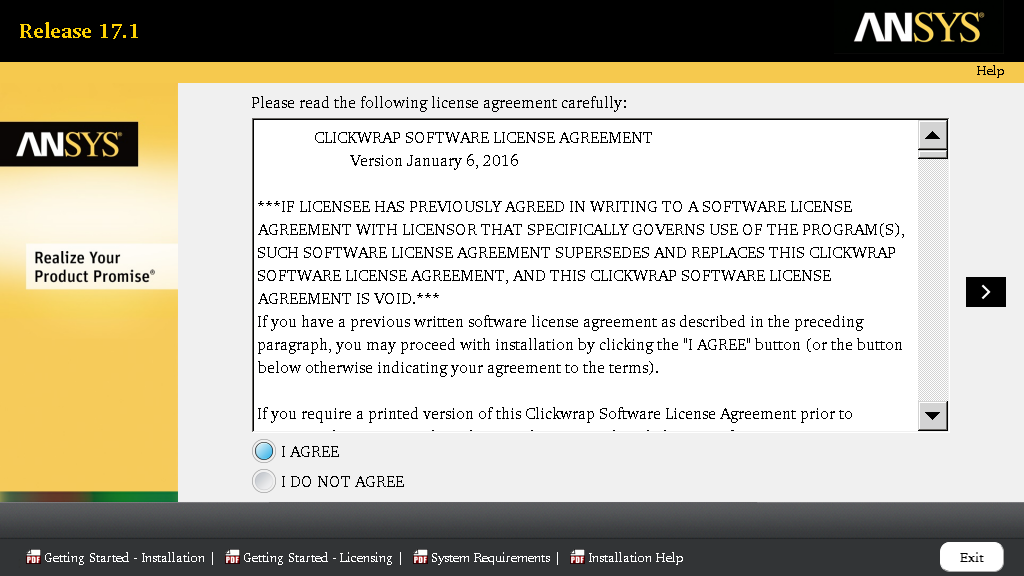 Release 17.1
ANSYS®
Help
ANSYS®
Realize Your
Product Promise®
Please read the following license agreement carefully:
CLICKWRAP SOFTWARE LICENSE AGREEMENT
Version January 6, 2016
***IF LICENSEE HAS PREVIOUSLY AGREED IN WRITING TO A SOFTWARE LICENSE
AGREEMENT WITH LICENSOR THAT SPECIFICALLY GOVERNS USE OF THE PROGRAM(S),
SUCH SOFTWARE LICENSE AGREEMENT SUPERSEDES AND REPLACES THIS CLICKWRAP
SOFTWARE LICENSE AGREEMENT, AND THIS CLICKWRAP SOFTWARE LICENSE
AGREEMENT IS VOID.***
If you have a previous written software license agreement as described in the preceding
paragraph, you may proceed with installation by clicking the "I AGREE" button (or the button
below otherwise indicating your agreement to the terms).
If you require a printed version of this Clickwrap Software License Agreement prior to
I AGREE
I DO NOT AGREE
Getting Started - Installation |
Getting Started - Licensing |
System Requirements |
Installation Help
Exit